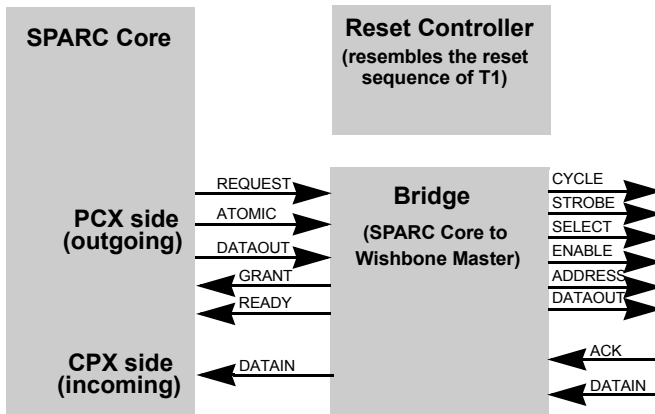 SPARC Core
Reset Controller
(resembles the reset
sequence of T1)
PCX side
(outgoing)
REQUEST
ATOMIC
DATAOUT
GRANT
READY
CPX side
(incoming)
DATAIN
Bridge
(SPARC Core to
Wishbone Master)
CYCLE
STROBE
SELECT
ENABLE
ADDRESS
DATAOUT
ACK
DATAIN